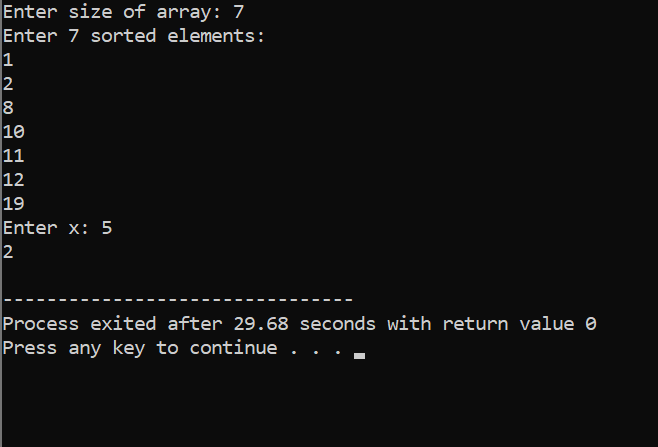 Enter size of array: 7
Enter 7 sorted elements:
1
2
8
10
11
12
19
Enter x: 5
2
--------------------------------
Process exited after 29.68 seconds with return value 0
Press any key to continue . . .